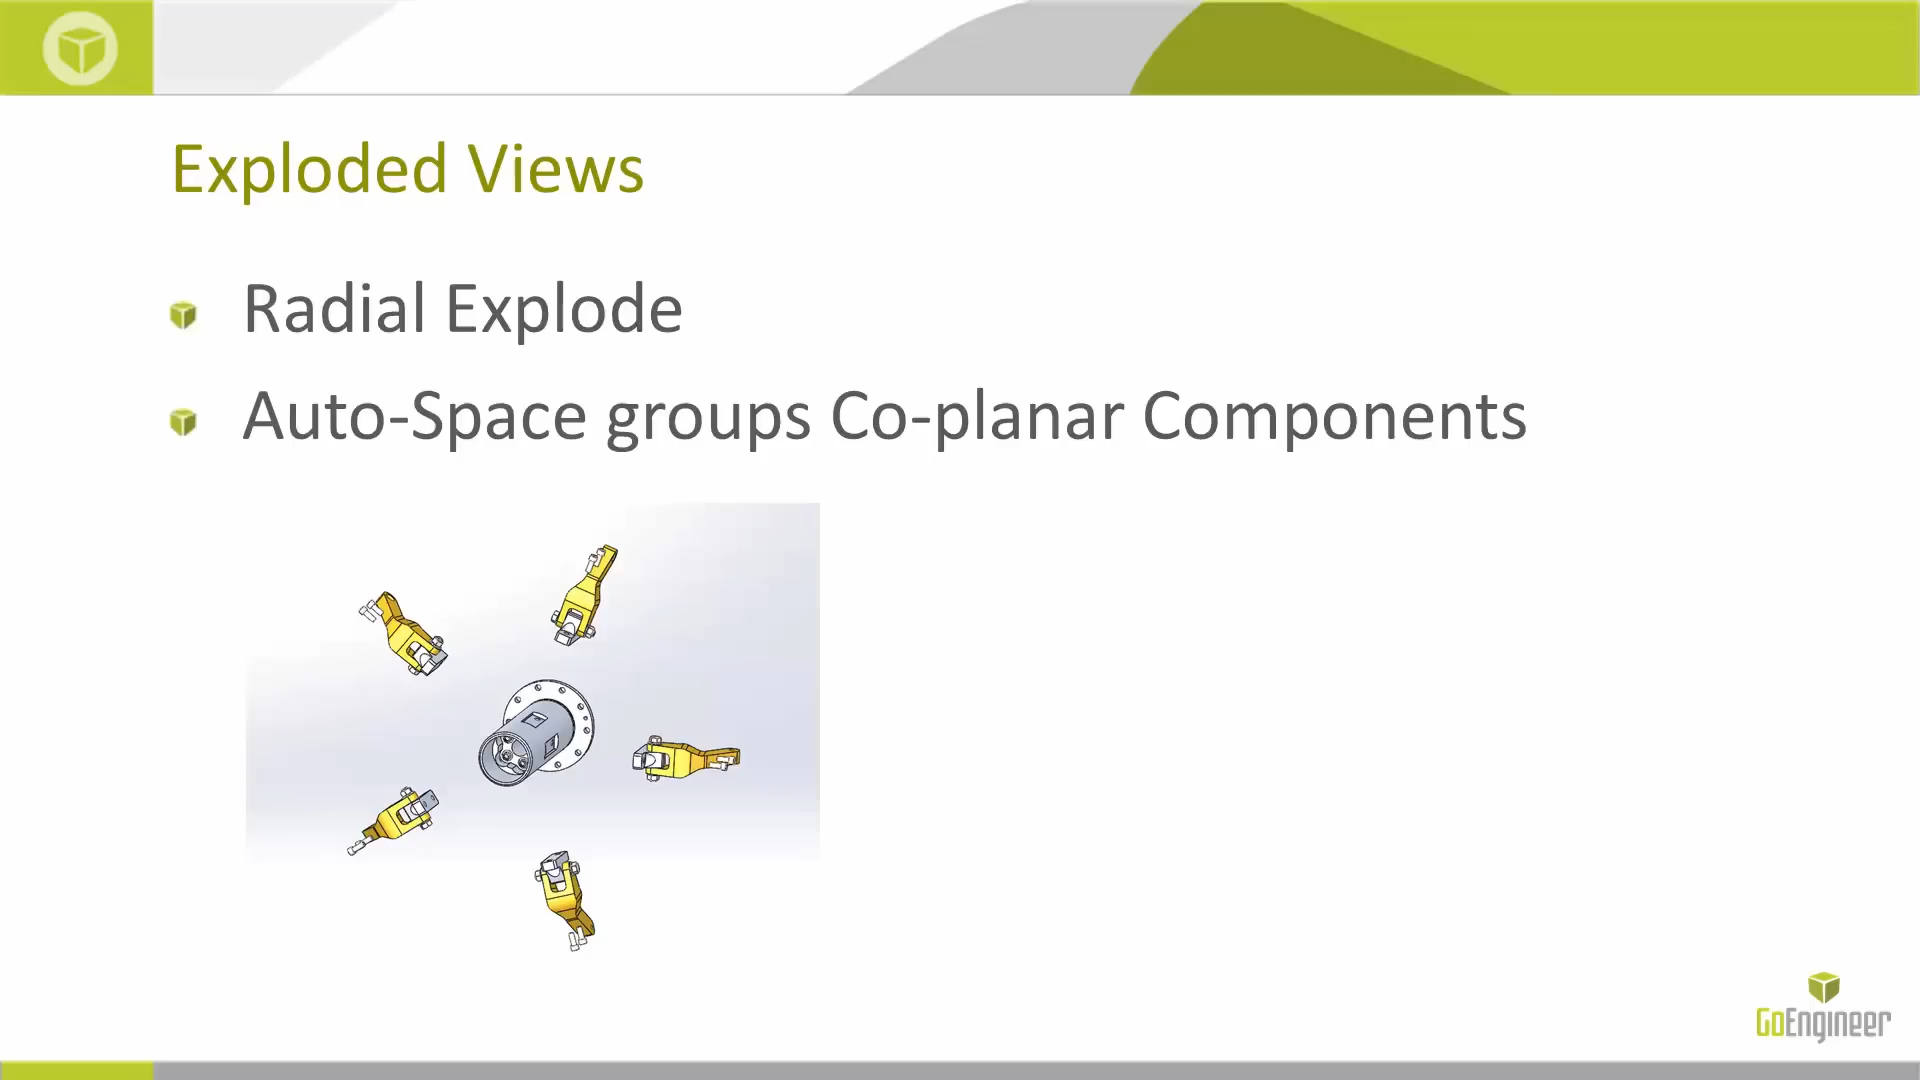 Exploded Views
Radial Explode
Auto-Space groups Co-planar Components
GoEngineer